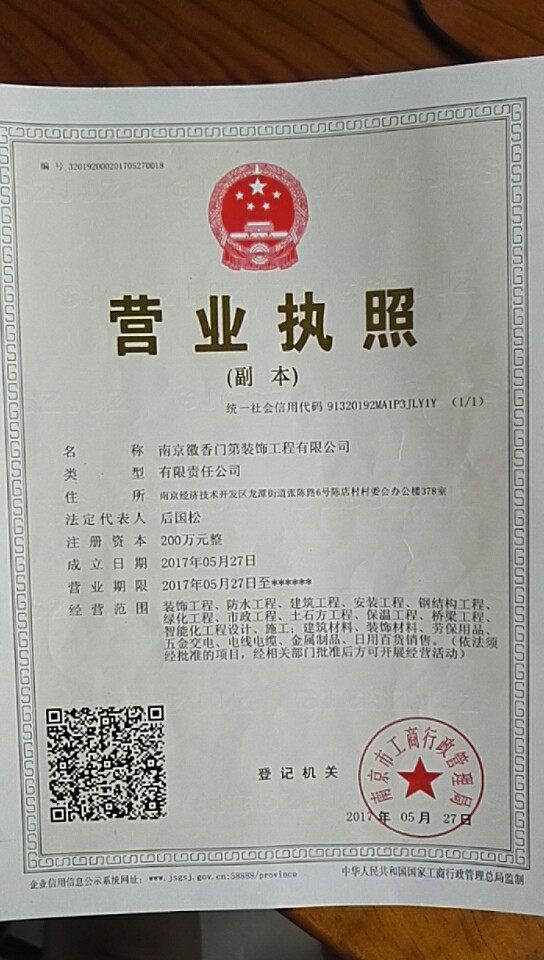 编 号 320192000201705270018
营业执照
(副 本)
统一社会信用代码 91320192MA1P3JLY1Y (1/1)
名 称 南京徽香门第装饰工程有限公司
类 型 有限责任公司
住 所 南京经济技术开发区龙潭街道张陈路6号陈店村村委会办公楼378室
法定代表人 后国松
注册资本 200万元整
成立日期 2017年05月27日
营业期限 2017年05月27日至******
经营范围 装饰工程、防水工程、建筑工程、安装工程、钢结构工程、
绿化工程、市政工程、土石方工程、保温工程、桥梁工程、
智能化工程设计、施工；建筑材料、装饰材料、劳保用品、
五金交电、电线电缆、金属制品、日用百货销售。（依法须
经批准的项目，经相关部门批准后方可开展经营活动）
登记机关
南京市工商行政管理局
2017 年 05 月 27 日
企业信用信息公示系统网址： www.jsgsj.gov.cn:58888/province
中华人民共和国国家工商行政管理总局监制